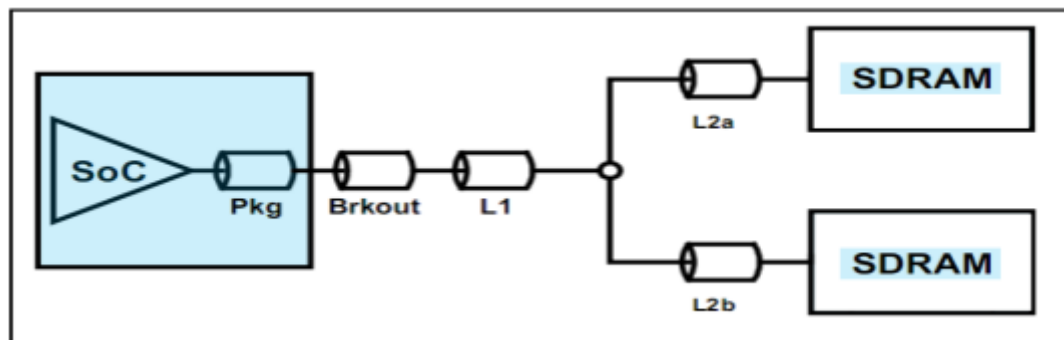 SDRAM
L2a
SoC
Pkg
Brkout
L1
SDRAM
L2b